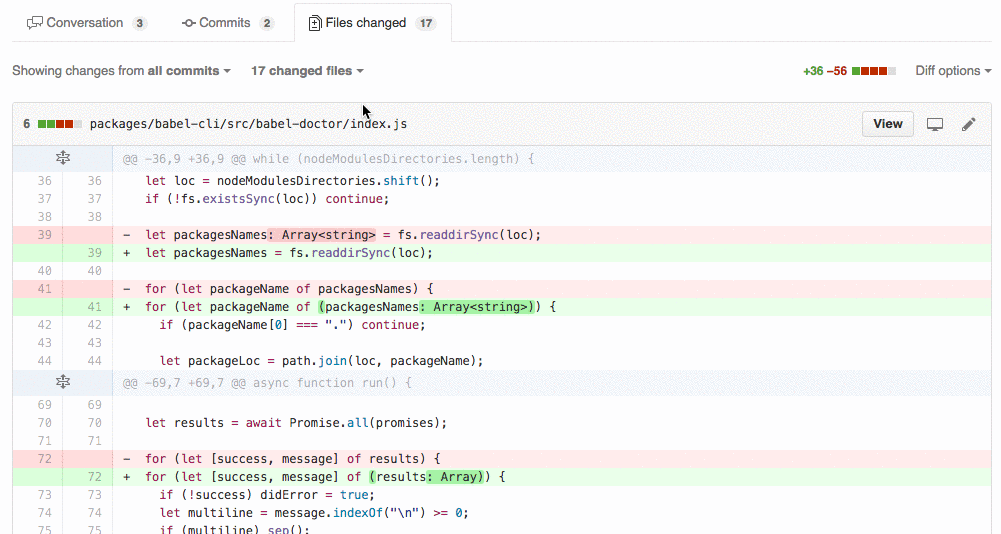 Conversation 3 Commits 2 Files changed 17
Showing changes from all commits 17 changed files +36 −56 Diff options
6 packages/babel-cli/src/babel-doctor/index.js View
@@ -36,9 +36,9 @@ while (nodeModulesDirectories.length) {
36 36 let loc = nodeModulesDirectories.shift();
37 37 if (!fs.existsSync(loc)) continue;
38 38
39 - let packagesNames: Array<string> = fs.readdirSync(loc);
39 + let packagesNames = fs.readdirSync(loc);
40 40
41 - for (let packageName of packagesNames) {
41 + for (let packageName of (packagesNames: Array<string>)) {
42 42 if (packageName[0] === ".") continue;
43 43
44 44 let packageLoc = path.join(loc, packageName);
@@ -69,7 +69,7 @@ async function run() {
69 69
70 70 let results = await Promise.all(promises);
71 71
72 - for (let [success, message] of results) {
72 + for (let [success, message] of (results: Array)) {
73 73 if (!success) didError = true;
74 74 let multiline = message.indexOf("\n") >= 0;
75 75 if (multiline) sep();